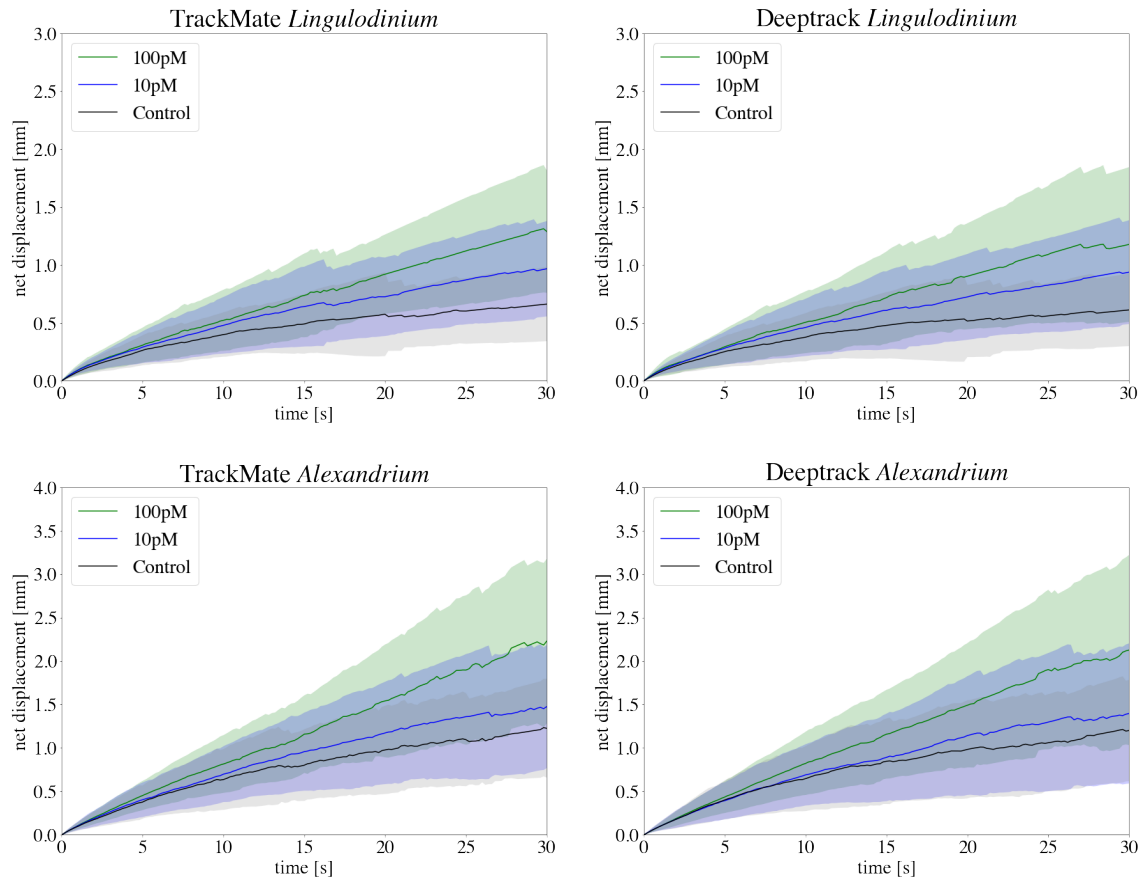 TrackMate Lingulodinium
3.0
2.5
2.0
1.5
1.0
0.5
0.0
net displacement [mm]
100pM
10pM
Control
0 5 10 15 20 25 30
time [s]
Deeptrack Lingulodinium
3.0
2.5
2.0
1.5
1.0
0.5
0.0
net displacement [mm]
100pM
10pM
Control
0 5 10 15 20 25 30
time [s]
TrackMate Alexandrium
4.0
3.5
3.0
2.5
2.0
1.5
1.0
0.5
0.0
net displacement [mm]
100pM
10pM
Control
0 5 10 15 20 25 30
time [s]
Deeptrack Alexandrium
4.0
3.5
3.0
2.5
2.0
1.5
1.0
0.5
0.0
net displacement [mm]
100pM
10pM
Control
0 5 10 15 20 25 30
time [s]